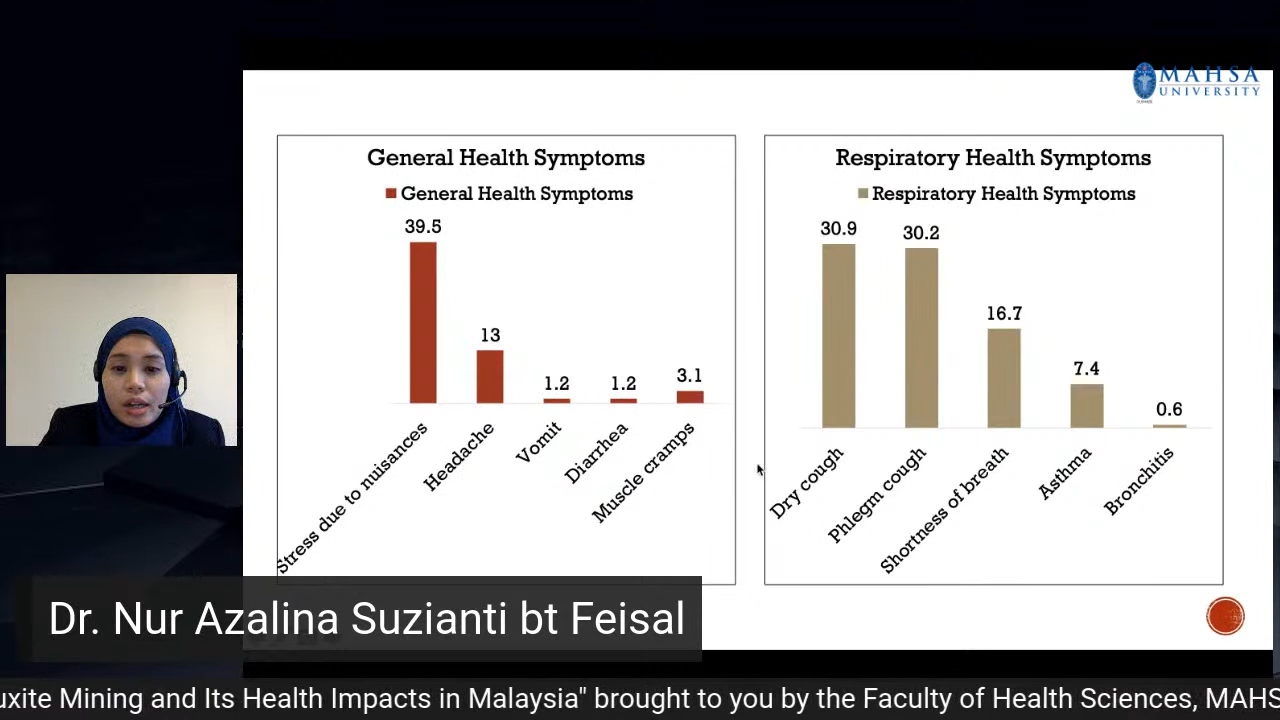 MAHSA
UNIVERSITY
General Health Symptoms
General Health Symptoms
39.5
13
1.2
1.2
3.1
Stress due to nuisances
Headache
Vomit
Diarrhea
Muscle cramps
Respiratory Health Symptoms
Respiratory Health Symptoms
30.9
30.2
16.7
7.4
0.6
Dry cough
Phlegm cough
Shortness of breath
Asthma
Bronchitis
Dr. Nur Azalina Suzianti bt Feisal
uxite Mining and Its Health Impacts in Malaysia" brought to you by the Faculty of Health Sciences, MAHS